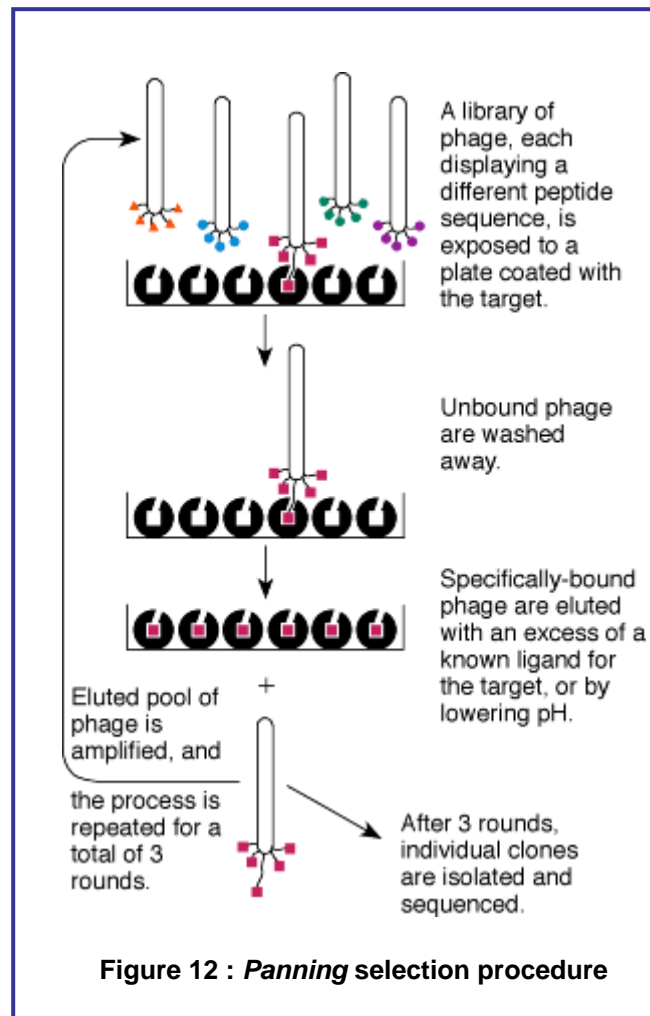 A library of
phage, each
displaying a
different peptide
sequence, is
exposed to a
plate coated with
the target.
Unbound phage
are washed
away.
Specifically-bound
phage are eluted
with an excess of a
known ligand for
the target, or by
lowering pH.
+
Eluted pool of
phage is
amplified, and
the process is
repeated for a
total of 3
rounds.
After 3 rounds,
individual clones
are isolated and
sequenced.
Figure 12 : Panning selection procedure